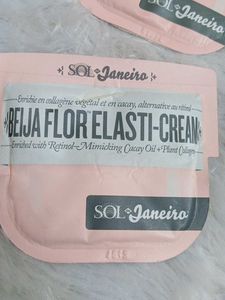 SOL de Janeiro
Enrichie en collagène végétal et en cacay, alternative au rétinol
BEIJA FLOR ELASTI-CREAM
Enriched with Retinol-Mimicking Cacay Oil + Plant Collagen
SOL de Janeiro